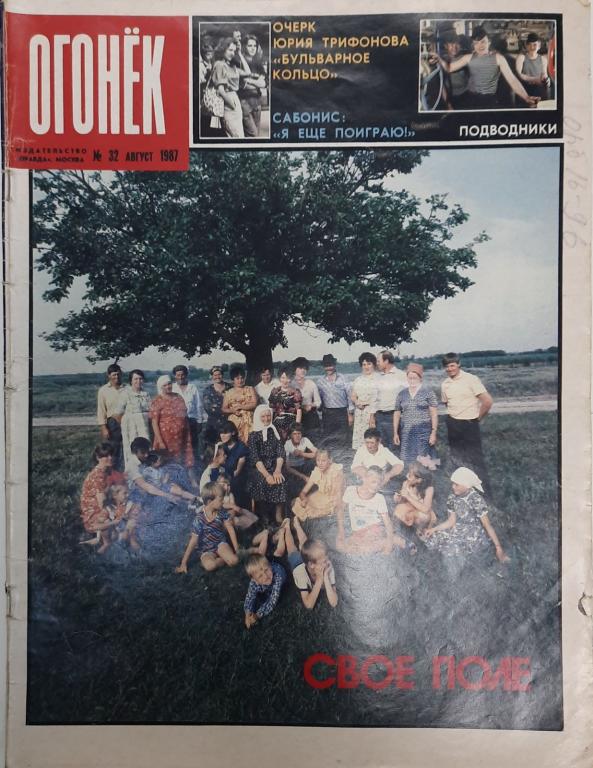 ОГОНЁК
ИЗДАТЕЛЬСТВО
«ПРАВДА», МОСКВА № 32 АВГУСТ 1987
ОЧЕРК
ЮРИЯ ТРИФОНОВА
«БУЛЬВАРНОЕ
КОЛЬЦО»
САБОНИС:
«Я ЕЩЕ ПОИГРАЮ!»
ПОДВОДНИКИ
СВОЕ ПОЛЕ